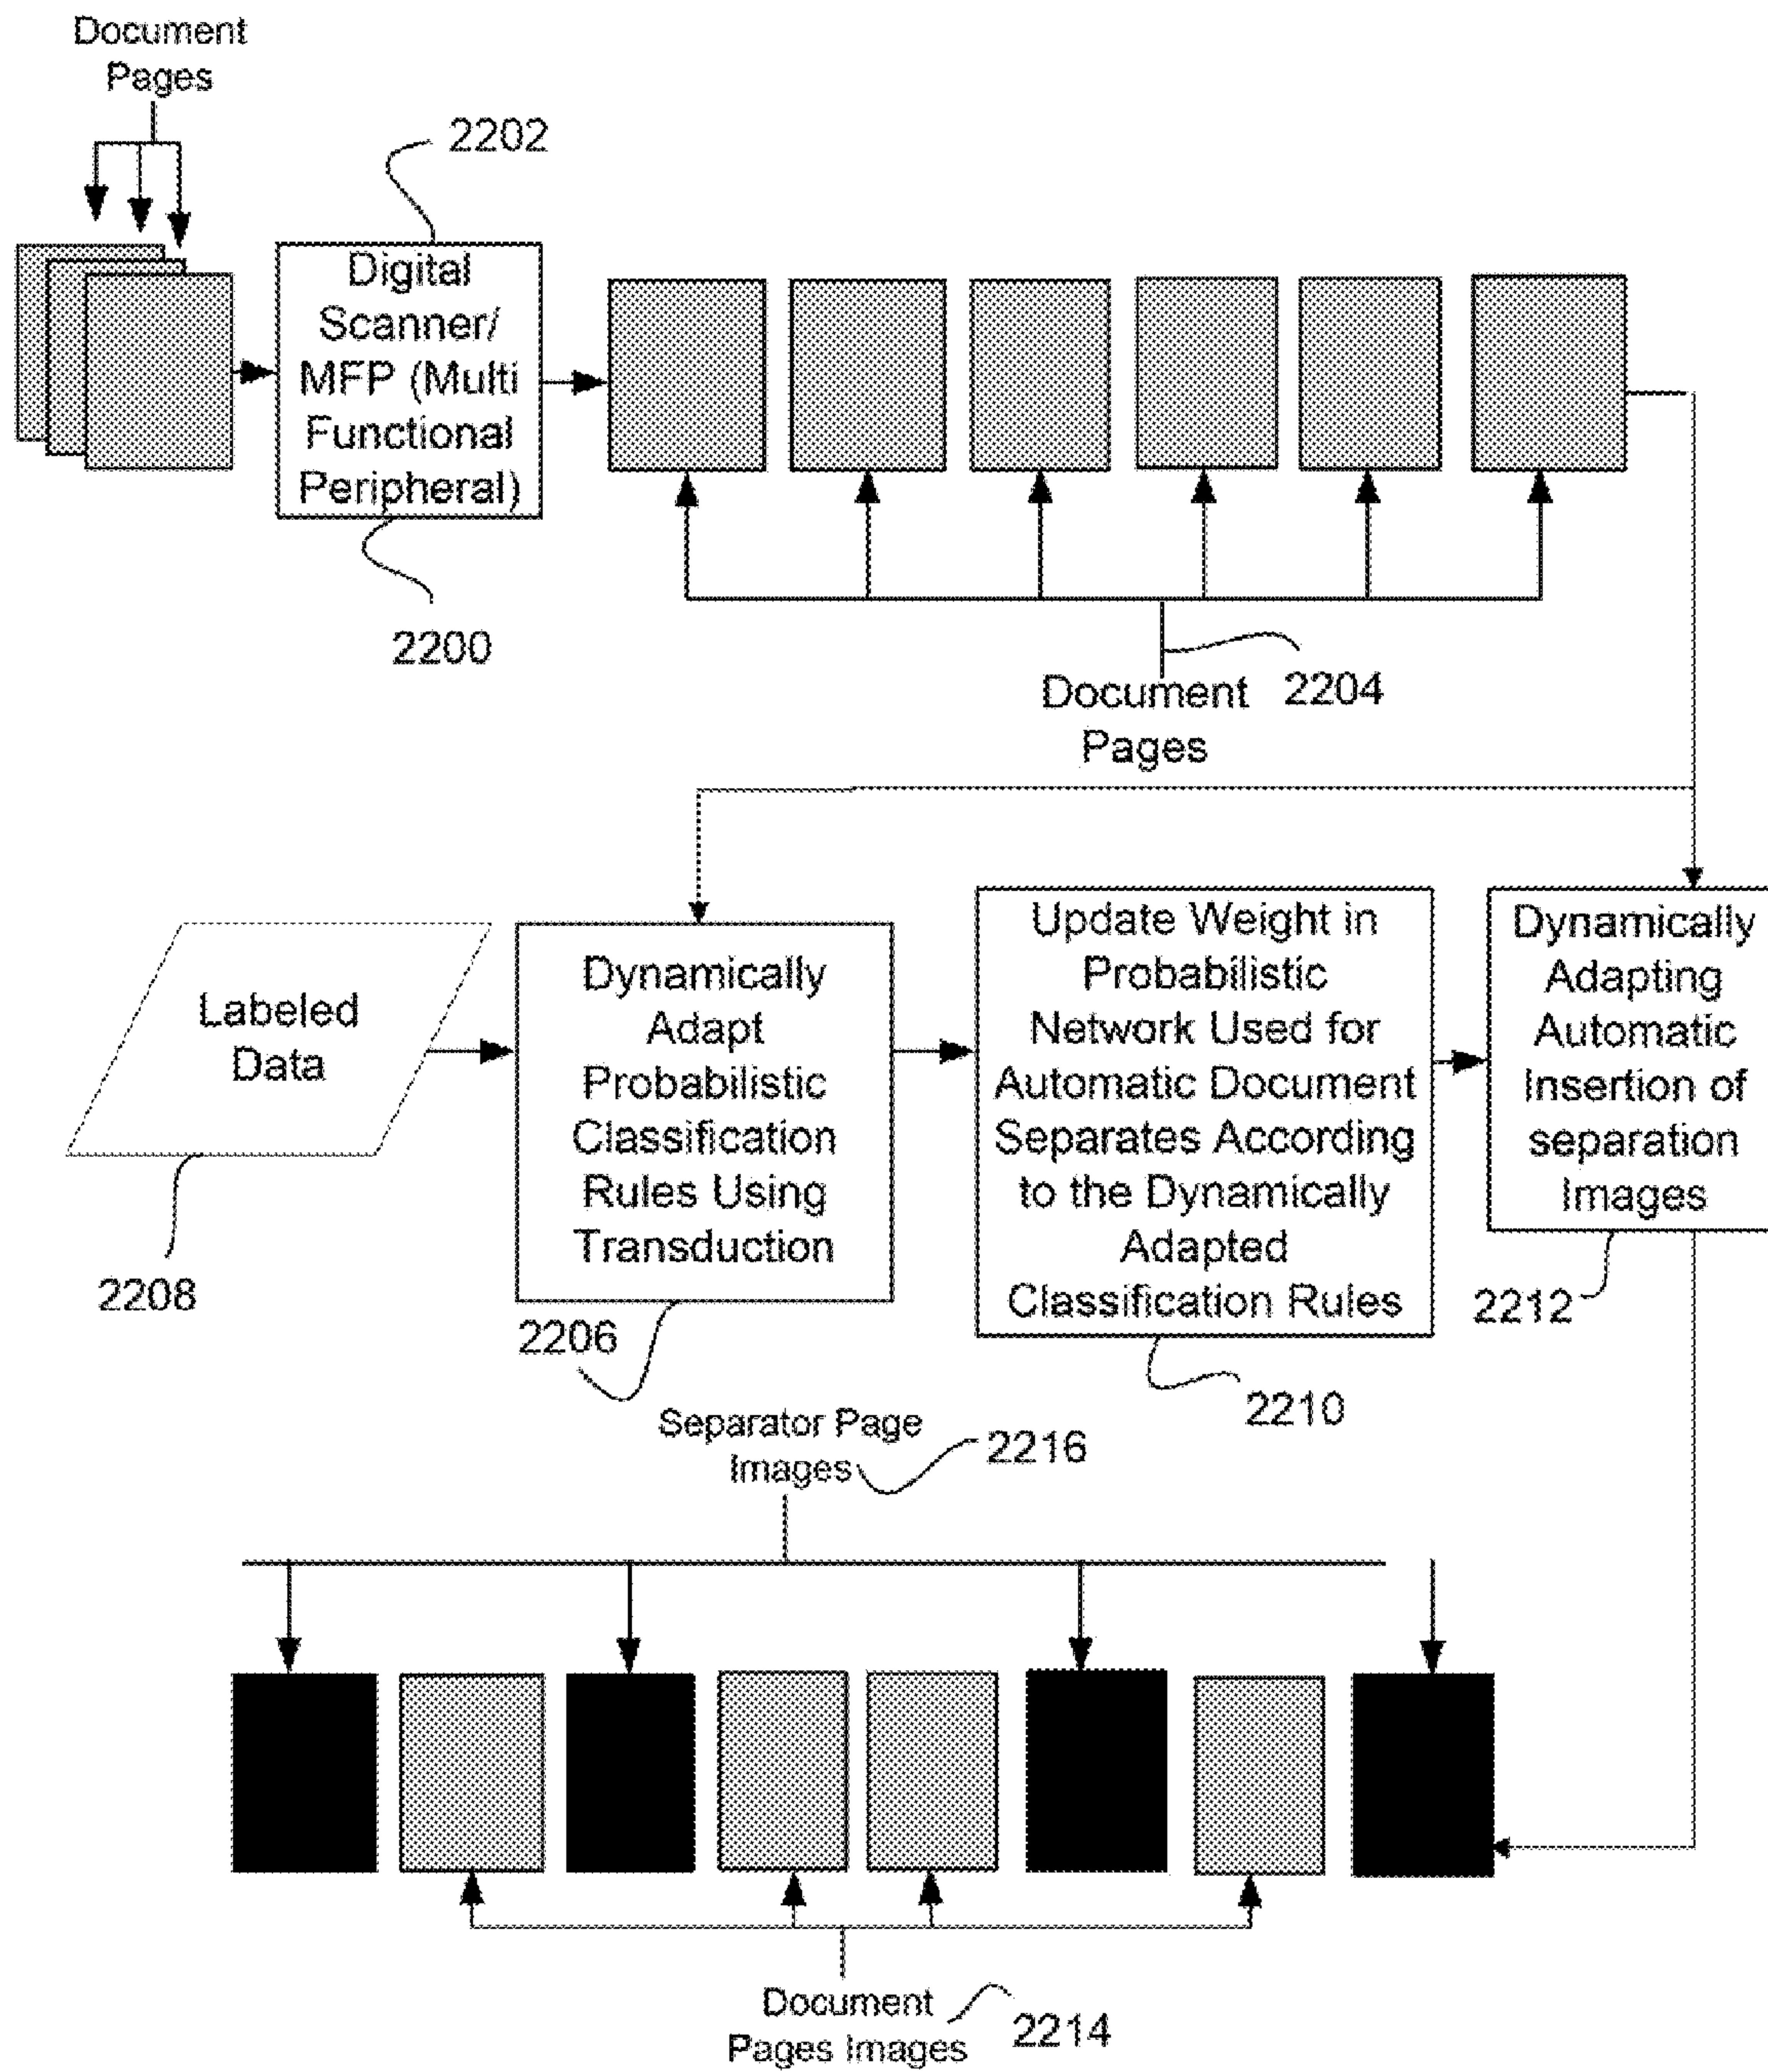 Document
Pages
2202
Digital
Scanner/
MFP (Multi
Functional
Peripheral)
2200
2204
Document
Pages
Labeled
Data
2208
Dynamically
Adapt
Probabilistic
Classification
Rules Using
Transduction
2206
Update Weight in
Probabilistic
Network Used for
Automatic Document
Separates According
to the Dynamically
Adapted
Classification Rules
2210
Dynamically
Adapting
Automatic
Insertion of
separation
Images
2212
Separator Page
Images
2216
Document
Pages Images
2214